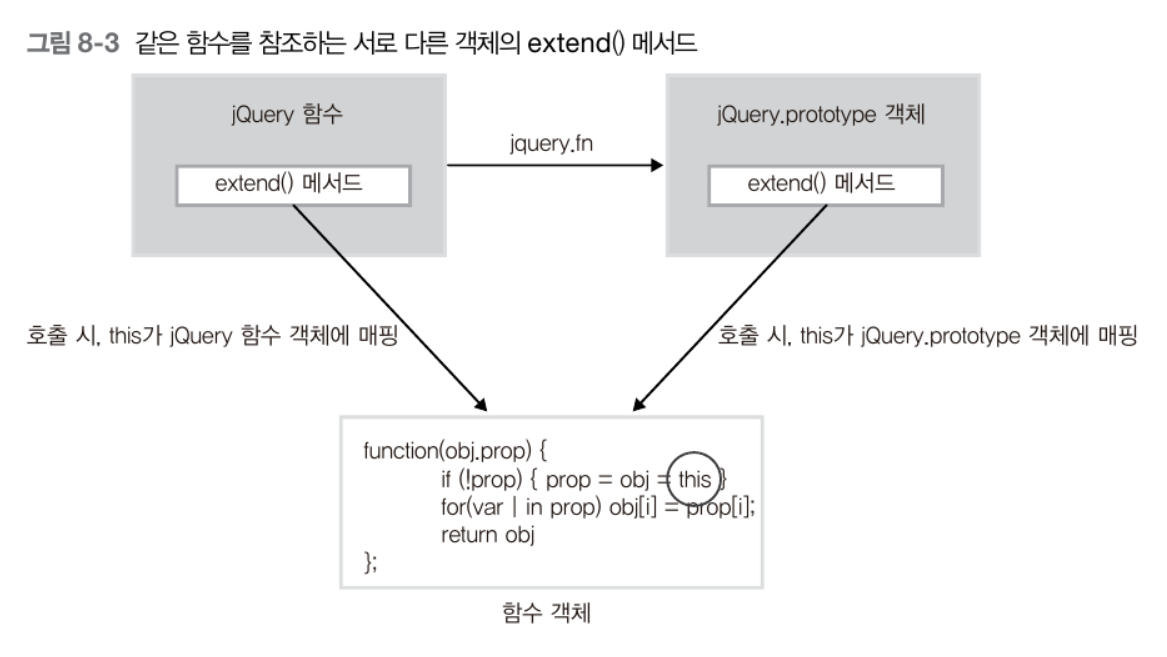 그림 8-3 같은 함수를 참조하는 서로 다른 객체의 extend() 메서드
jQuery 함수
jquery.fn
jQuery.prototype 객체
extend() 메서드
extend() 메서드
호출 시, this가 jQuery 함수 객체에 매핑
호출 시, this가 jQuery.prototype 객체에 매핑
function(obj.prop) {
if (!prop) { prop = obj = this }
for(var | in prop) obj[i] = prop[i];
return obj
};
함수 객체